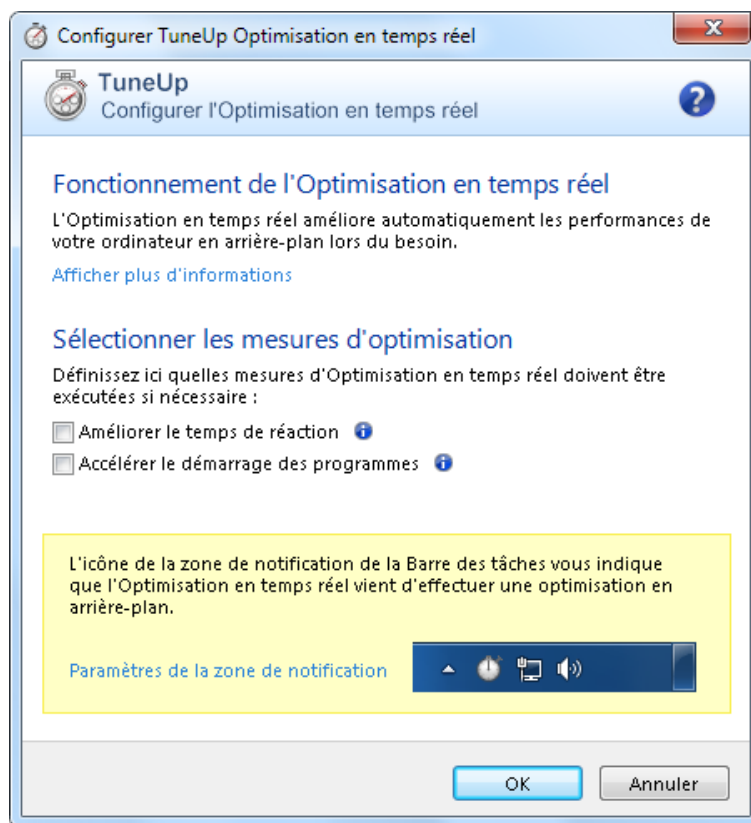 Configurer TuneUp Optimisation en temps réel
TuneUp
Configurer l'Optimisation en temps réel
Fonctionnement de l'Optimisation en temps réel
L'Optimisation en temps réel améliore automatiquement les performances de
votre ordinateur en arrière-plan lors du besoin.
Afficher plus d'informations
Sélectionner les mesures d'optimisation
Définissez ici quelles mesures d'Optimisation en temps réel doivent être
exécutées si nécessaire :
Améliorer le temps de réaction
Accélérer le démarrage des programmes
L'icône de la zone de notification de la Barre des tâches vous indique
que l'Optimisation en temps réel vient d'effectuer une optimisation en
arrière-plan.
Paramètres de la zone de notification
OK
Annuler